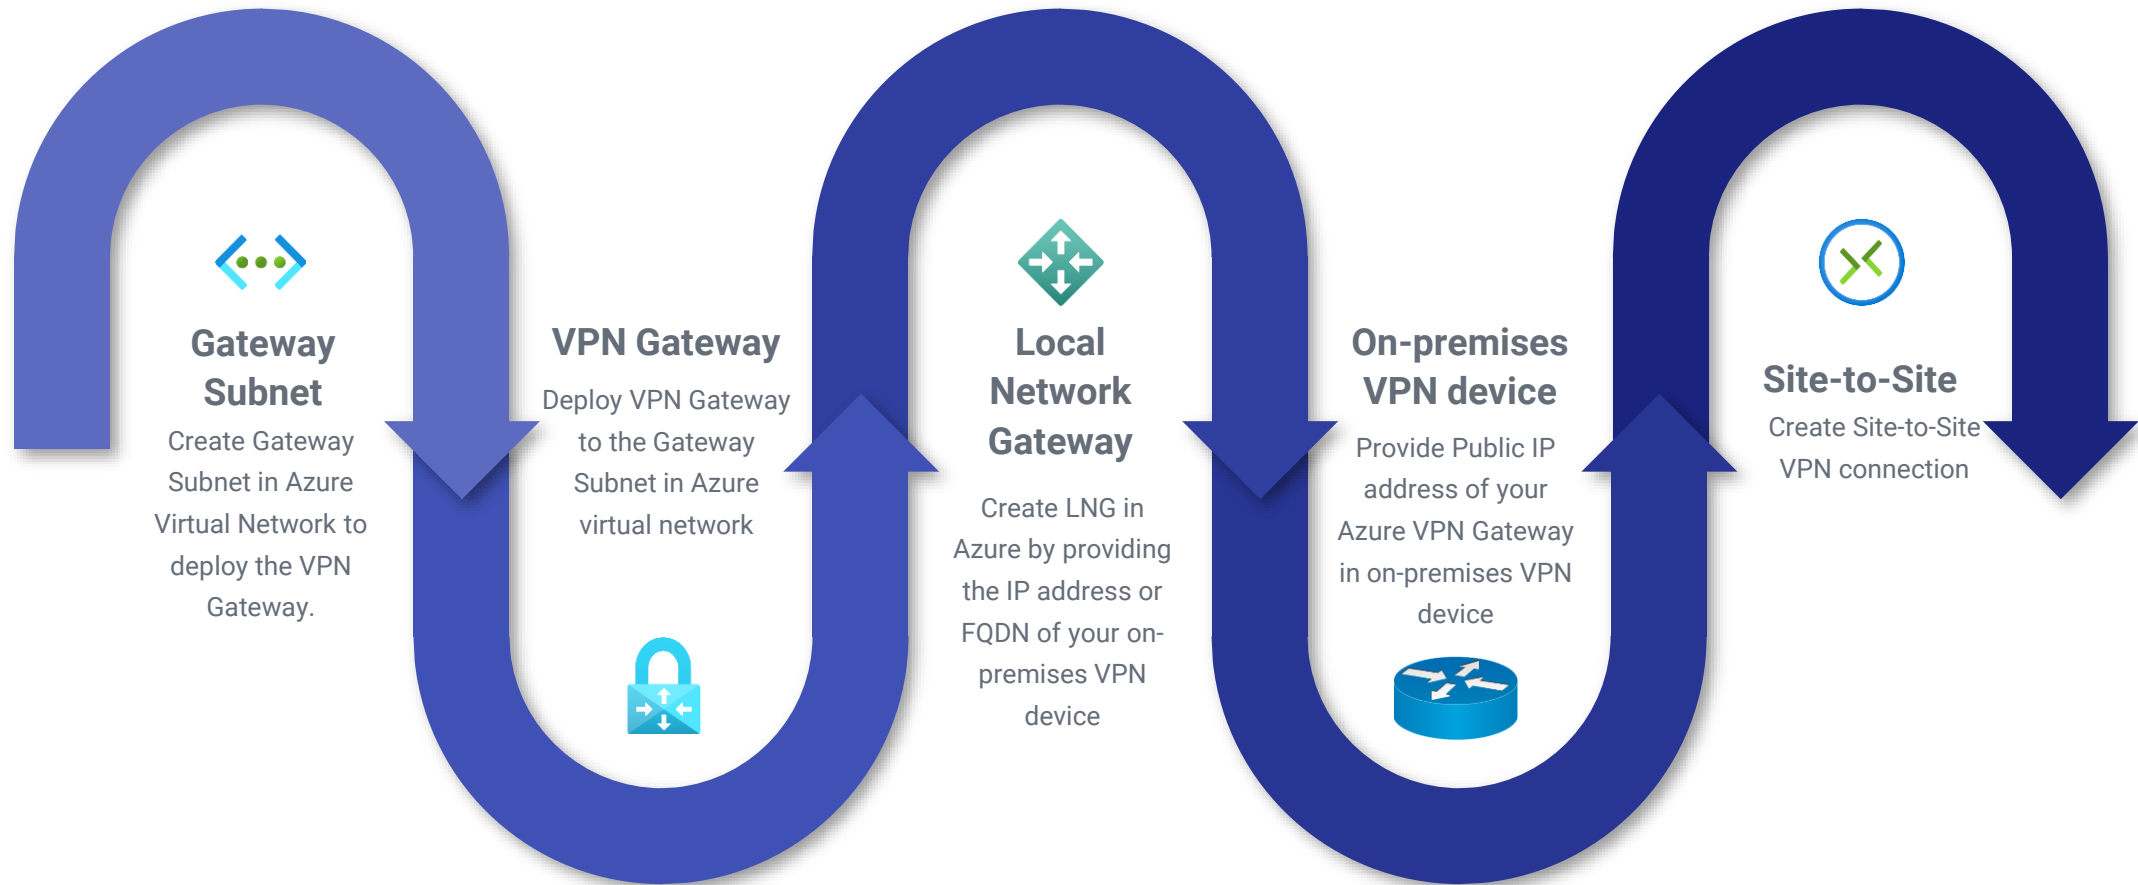 Gateway
Subnet
Create Gateway
Subnet in Azure
Virtual Network to
deploy the VPN
Gateway.
VPN Gateway
Deploy VPN Gateway
to the Gateway
Subnet in Azure
virtual network
Local
Network
Gateway
Create LNG in
Azure by providing
the IP address or
FQDN of your on-
premises VPN
device
On-premises
VPN device
Provide Public IP
address of your
Azure VPN Gateway
in on-premises VPN
device
Site-to-Site
Create Site-to-Site
VPN connection